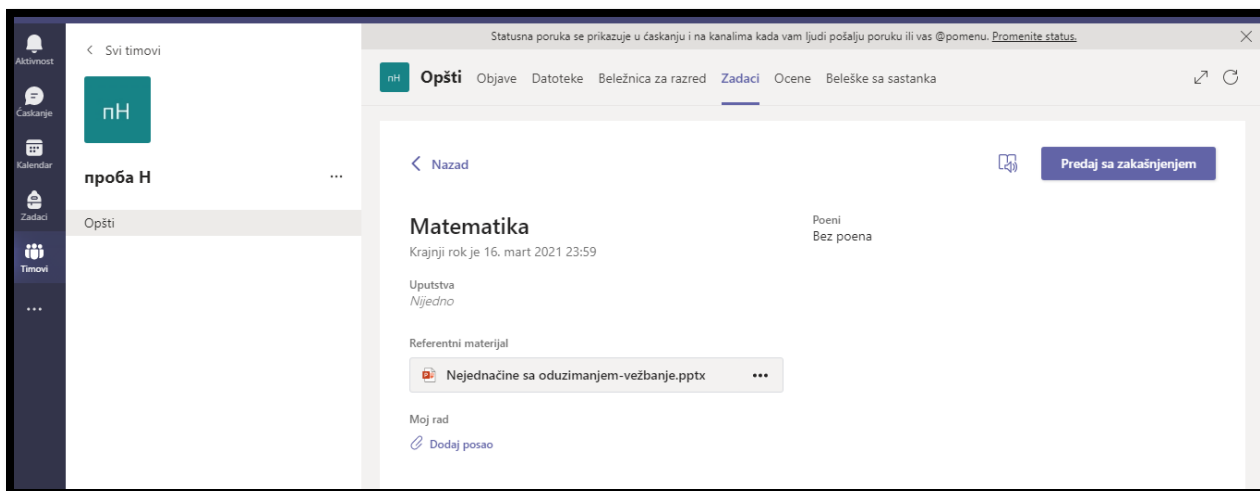 Statusna poruka se prikazuje u ćaskanju i na kanalima kada vam ljudi pošalju poruku ili vas @pomenu. Promenite status.
Aktivnost
Ćaskanje
Kalendar
Zadaci
Timovi
Svi timovi
пН
проба Н
Opšti
пН Opšti Objave Datoteke Beležnica za razred Zadaci Ocene Beleške sa sastanka
Nazad
Predaj sa zakašnjenjem
Matematika
Krajnji rok je 16. mart 2021 23:59
Poeni
Bez poena
Uputstva
Nijedno
Referentni materijal
Nejednačine sa oduzimanjem-vežbanje.pptx
Moj rad
Dodaj posao